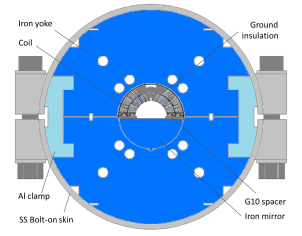 Iron yoke
Ground
insulation
Coil
Al clamp
G10 spacer
SS Bolt-on skin
Iron mirror